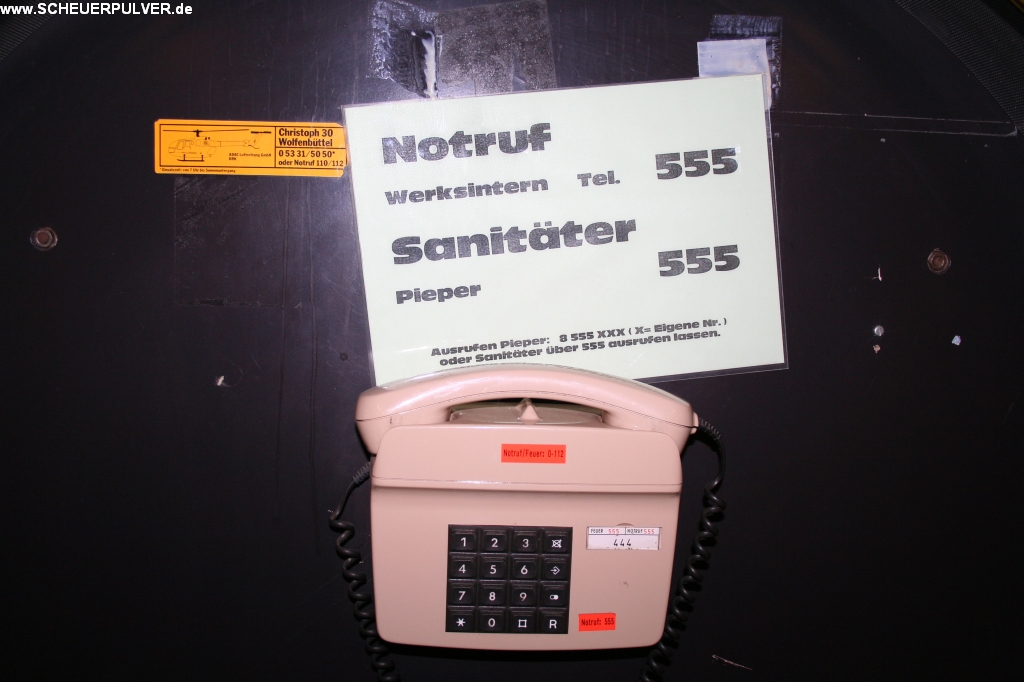 www.SCHEUERPULVER.de
Christoph 30
Wolfenbüttel
0 53 31/50 50*
oder Notruf 110/112
Notruf
Werksintern Tel. 555
Sanitäter
Pieper 555
Ausrufen Pieper: 8 555 XXX ( X= Eigene Nr. )
oder Sanitäter über 555 ausrufen lassen.
Notruf/Feuer: 0-112
FEUER 555 NOTRUF 555
444
1 2 3
4 5 6
7 8 9
* 0 R
Notruf: 555